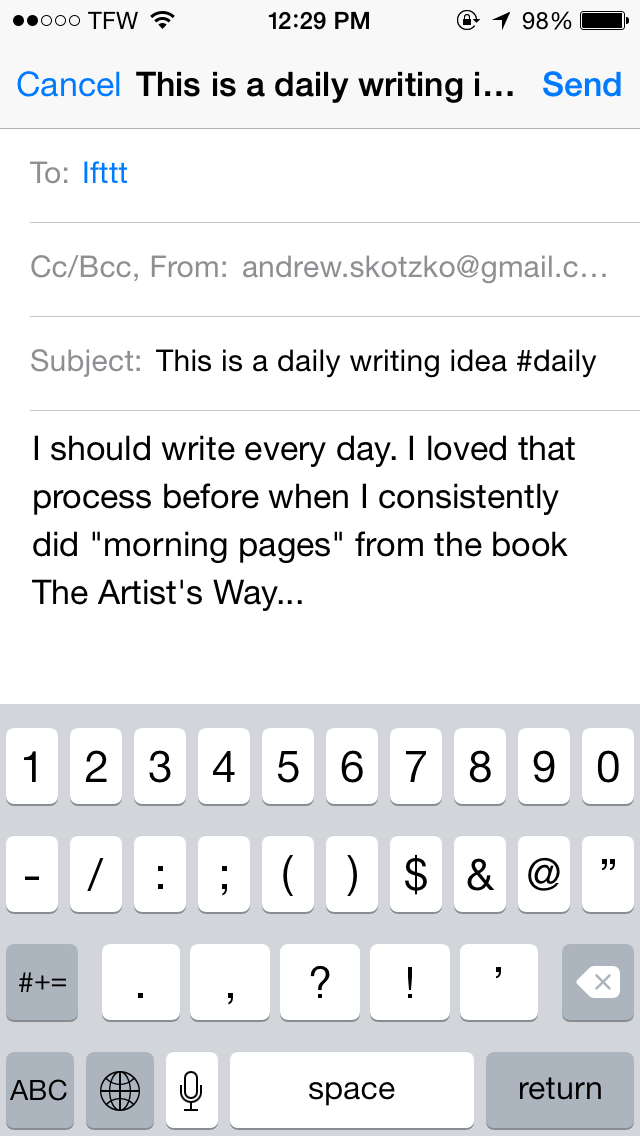 TFW 12:29 PM 98%
Cancel This is a daily writing i... Send
To: Ifttt
Cc/Bcc, From: andrew.skotzko@gmail.c...
Subject: This is a daily writing idea #daily
I should write every day. I loved that
process before when I consistently
did "morning pages" from the book
The Artist's Way...
1 2 3 4 5 6 7 8 9 0
- / : ; ( ) $ & @ ”
#+= . , ? ! ’
ABC space return